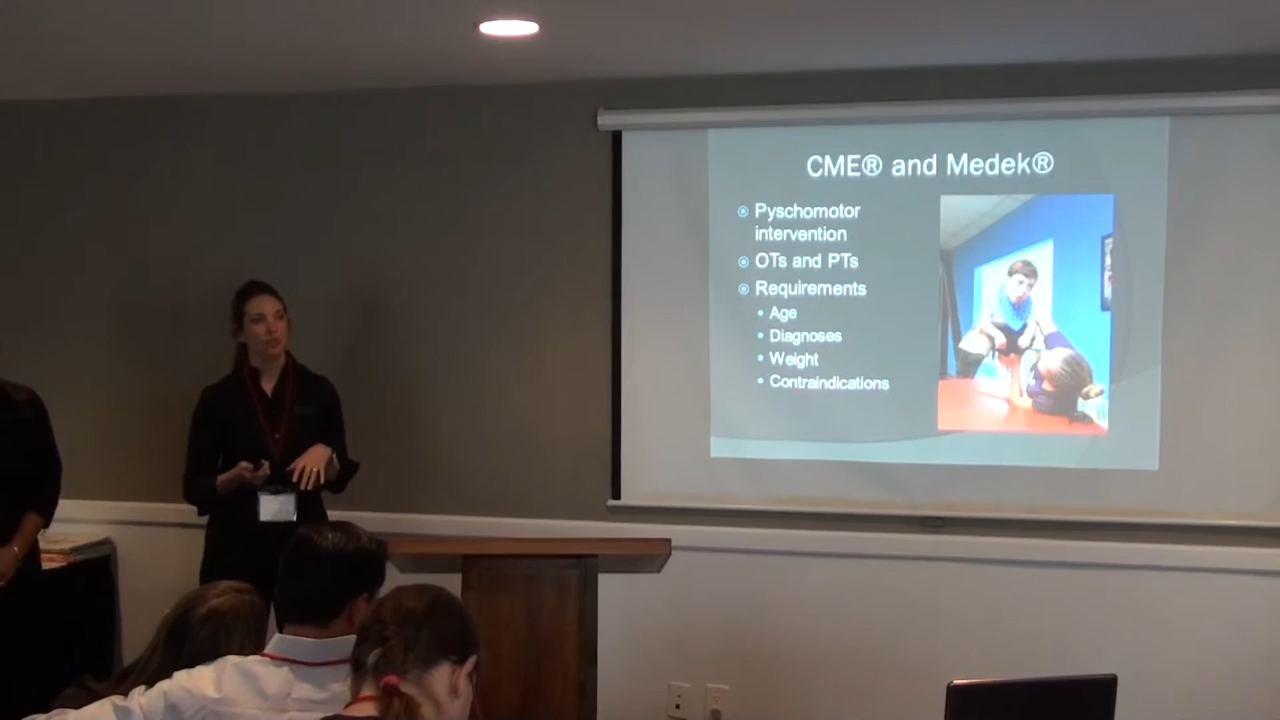 CME® and Medek®
Pyschomotor
intervention
OTs and PTs
Requirements
Age
Diagnoses
Weight
Contraindications